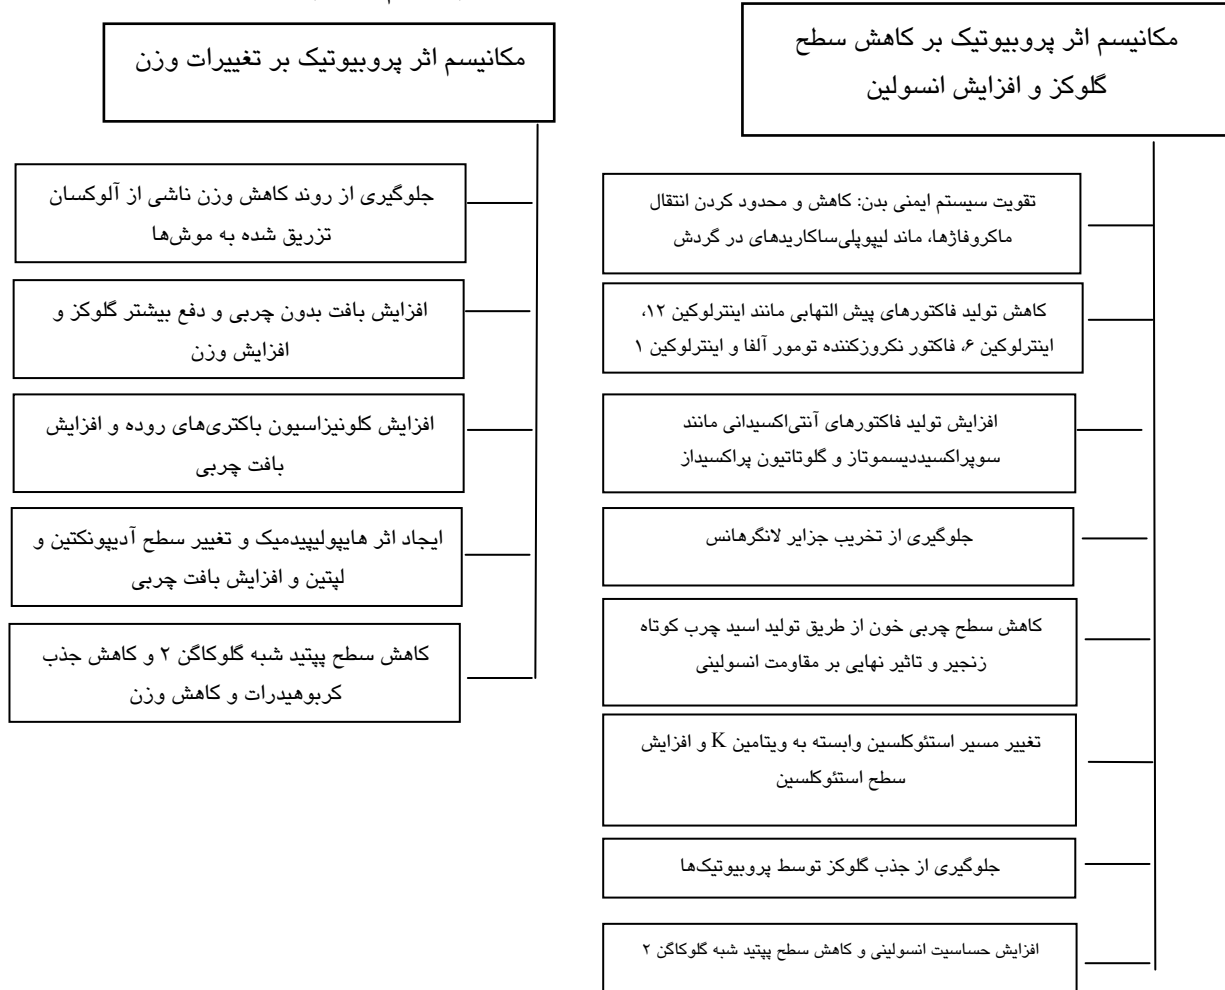 مکانیسم اثر پروبیوتیک بر کاهش سطح
گلوکز و افزایش انسولین
تقویت سیستم ایمنی بدن: کاهش و محدود کردن انتقال
ماکروفاژها، ماند لیپوپلی‌ساکاریدهای در گردش
کاهش تولید فاکتورهای پیش التهابی مانند اینترلوکین ۱۲،
اینترلوکین ۶، فاکتور نکروزکننده تومور آلفا و اینترلوکین ۱
افزایش تولید فاکتورهای آنتی‌اکسیدانی مانند
سوپراکسیددیسموتاز و گلوتاتیون پراکسیداز
جلوگیری از تخریب جزایر لانگرهانس
کاهش سطح چربی خون از طریق تولید اسید چرب کوتاه
زنجیر و تاثیر نهایی بر مقاومت انسولینی
تغییر مسیر استئوکلسین وابسته به ویتامین K و افزایش
سطح استئوکلسین
جلوگیری از جذب گلوکز توسط پروبیوتیک‌ها
افزایش حساسیت انسولینی و کاهش سطح پپتید شبه گلوکاگن ۲
مکانیسم اثر پروبیوتیک بر تغییرات وزن
جلوگیری از روند کاهش وزن ناشی از آلوکسان
تزریق شده به موش‌ها
افزایش بافت بدون چربی و دفع بیشتر گلوکز و
افزایش وزن
افزایش کلونیزاسیون باکتری‌های روده و افزایش
بافت چربی
ایجاد اثر هایپولیپیدمیک و تغییر سطح آدیپونکتین و
لپتین و افزایش بافت چربی
کاهش سطح پپتید شبه گلوکاگن ۲ و کاهش جذب
کربوهیدرات و کاهش وزن